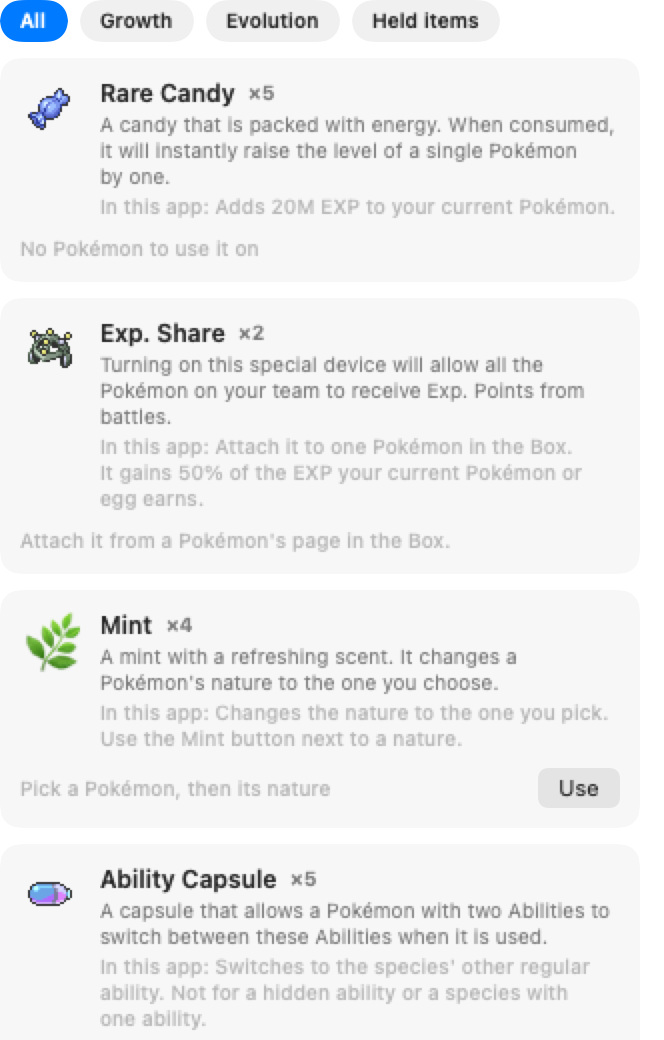 All Growth Evolution Held items
Rare Candy ×5
A candy that is packed with energy. When consumed,
it will instantly raise the level of a single Pokémon
by one.
In this app: Adds 20M EXP to your current Pokémon.
No Pokémon to use it on
Exp. Share ×2
Turning on this special device will allow all the
Pokémon on your team to receive Exp. Points from
battles.
In this app: Attach it to one Pokémon in the Box.
It gains 50% of the EXP your current Pokémon or
egg earns.
Attach it from a Pokémon's page in the Box.
Mint ×4
A mint with a refreshing scent. It changes a
Pokémon's nature to the one you choose.
In this app: Changes the nature to the one you pick.
Use the Mint button next to a nature.
Pick a Pokémon, then its nature Use
Ability Capsule ×5
A capsule that allows a Pokémon with two Abilities to
switch between these Abilities when it is used.
In this app: Switches to the species' other regular
ability. Not for a hidden ability or a species with
one ability.